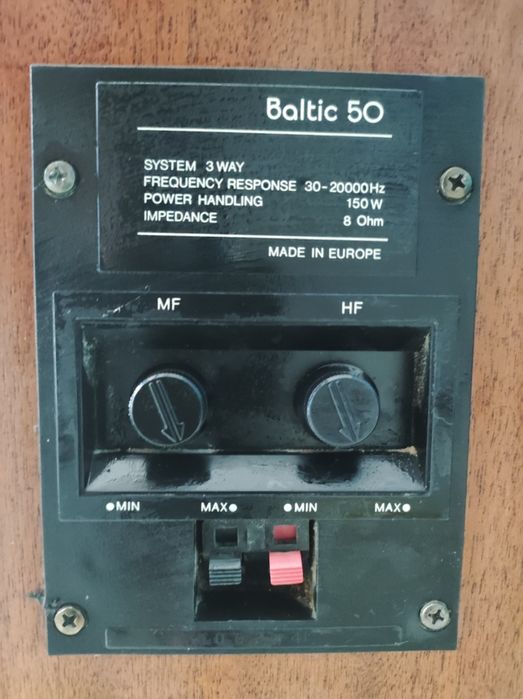 Baltic 50
SYSTEM 3 WAY
FREQUENCY RESPONSE 30-20000Hz
POWER HANDLING 150 W
IMPEDANCE 8 Ohm
MADE IN EUROPE
MF HF
MIN MAX MIN MAX